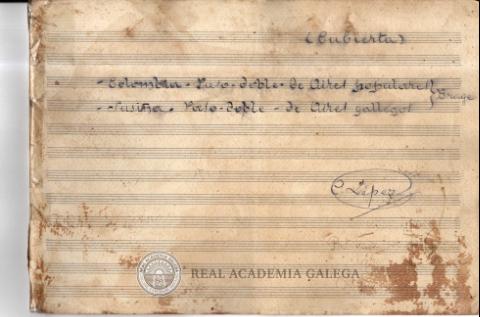 (Cubierta)
- Colombia - Paso-doble - de Aires populares
- Pasiña - Paso-doble - de Aires gallegos
C. López
REAL ACADEMIA GALEGA